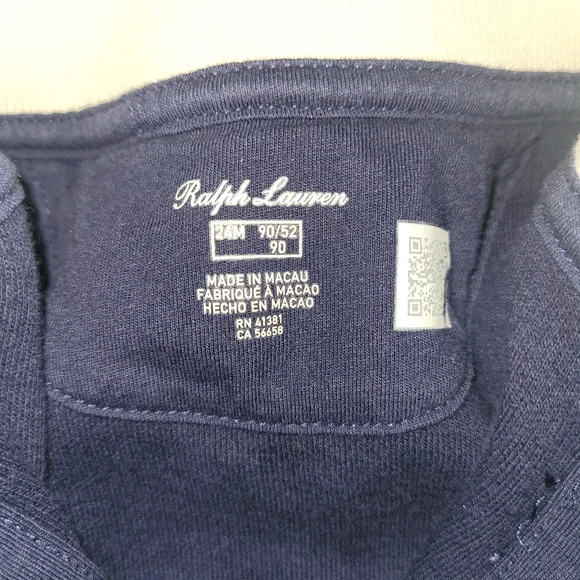 Ralph Lauren
24M 90/52
90
MADE IN MACAU
FABRIQUÉ À MACAO
HECHO EN MACAO
RN 41381
CA 56658